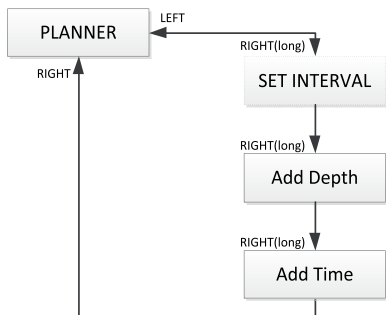 LEFT
PLANNER
RIGHT(long)
RIGHT
SET INTERVAL
RIGHT(long)
Add Depth
RIGHT(long)
Add Time